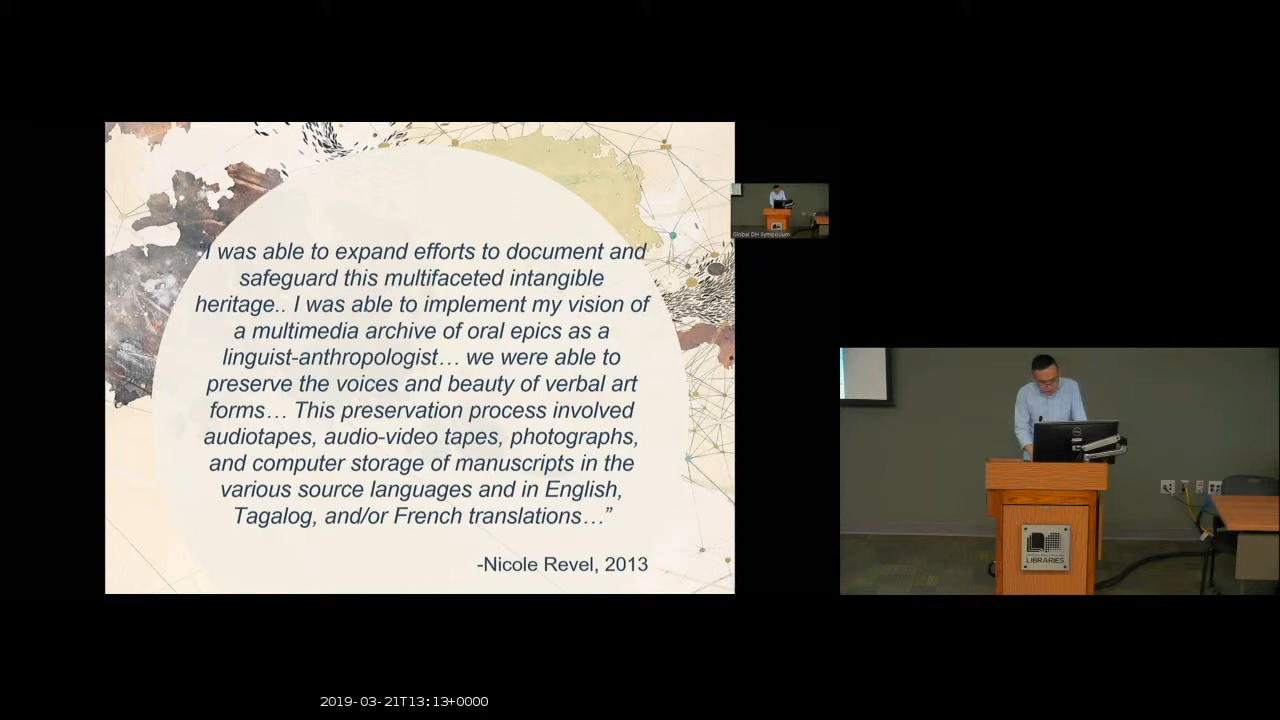 “I was able to expand efforts to document and
safeguard this multifaceted intangible
heritage.. I was able to implement my vision of
a multimedia archive of oral epics as a
linguist-anthropologist… we were able to
preserve the voices and beauty of verbal art
forms… This preservation process involved
audiotapes, audio-video tapes, photographs,
and computer storage of manuscripts in the
various source languages and in English,
Tagalog, and/or French translations…”
-Nicole Revel, 2013
Global DH Symposium
LIBRARIES
2019-03-21T13:13+0000